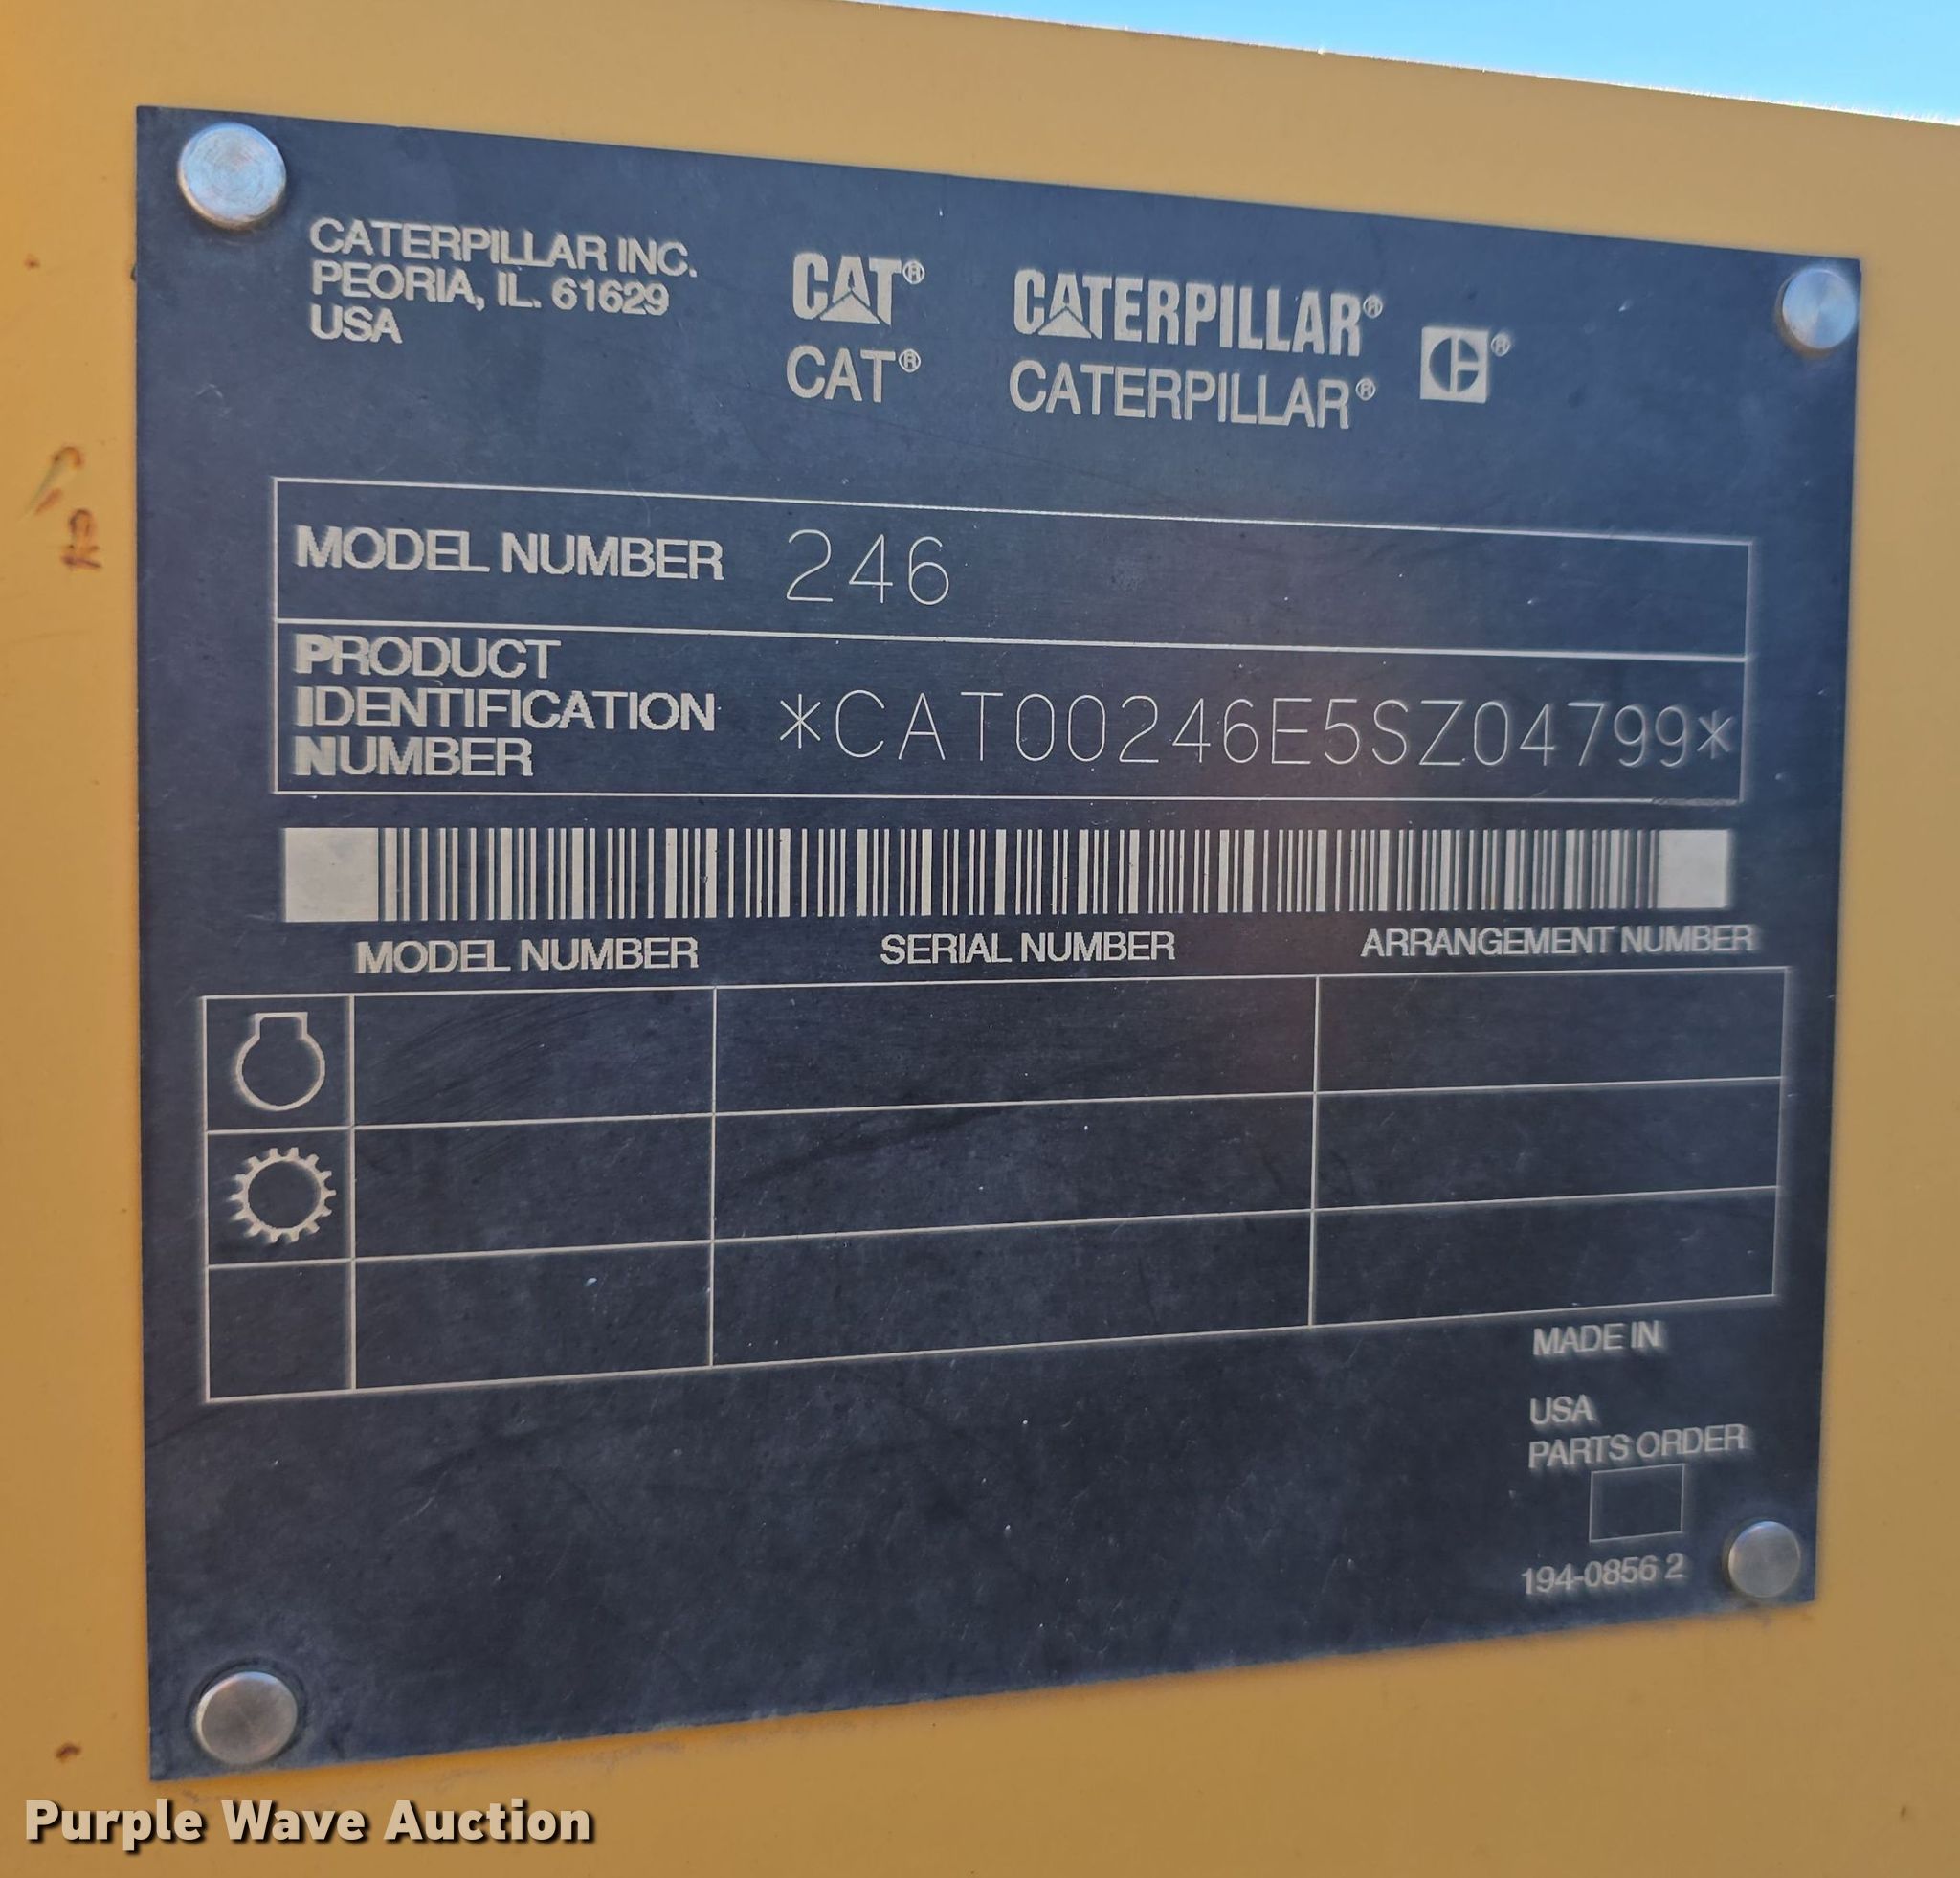 CATERPILLAR INC.
PEORIA, IL. 61629
USA
CAT® CATERPILLAR®
CAT® CATERPILLAR®
MODEL NUMBER 246
PRODUCT
IDENTIFICATION
NUMBER
*CAT00246E5SZ04799*
MODEL NUMBER SERIAL NUMBER ARRANGEMENT NUMBER
MADE IN
USA
PARTS ORDER
194-0856 2
Purple Wave Auction